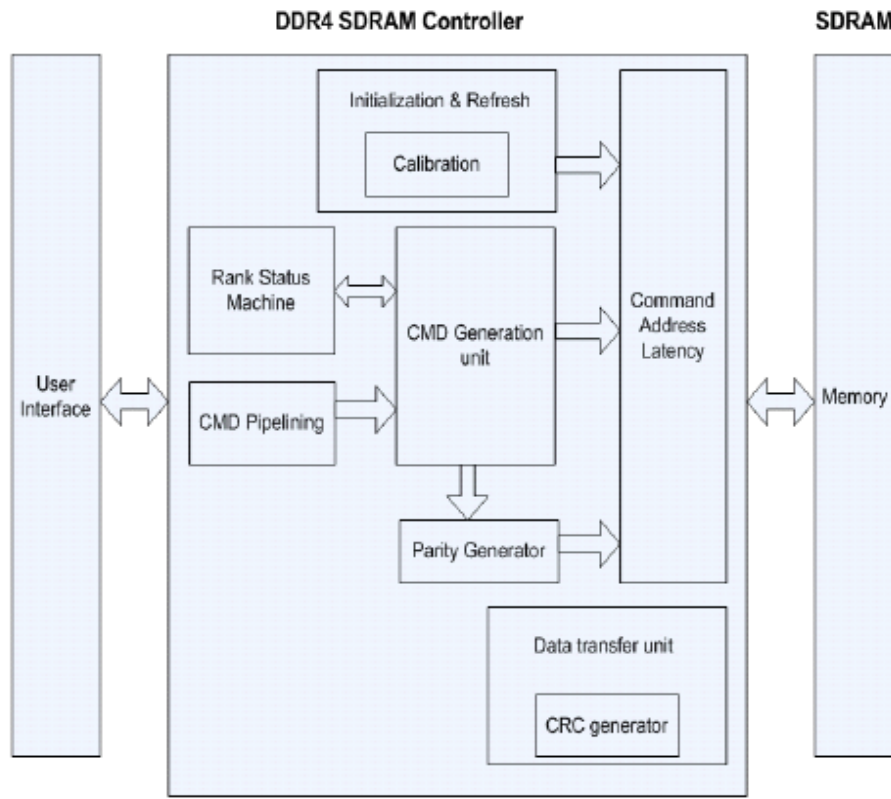 DDR4 SDRAM Controller
SDRAM
Initialization & Refresh
Calibration
Rank Status
Machine
CMD Generation
unit
Command
Address
Latency
User
Interface
CMD Pipelining
Memory
Parity Generator
Data transfer unit
CRC generator